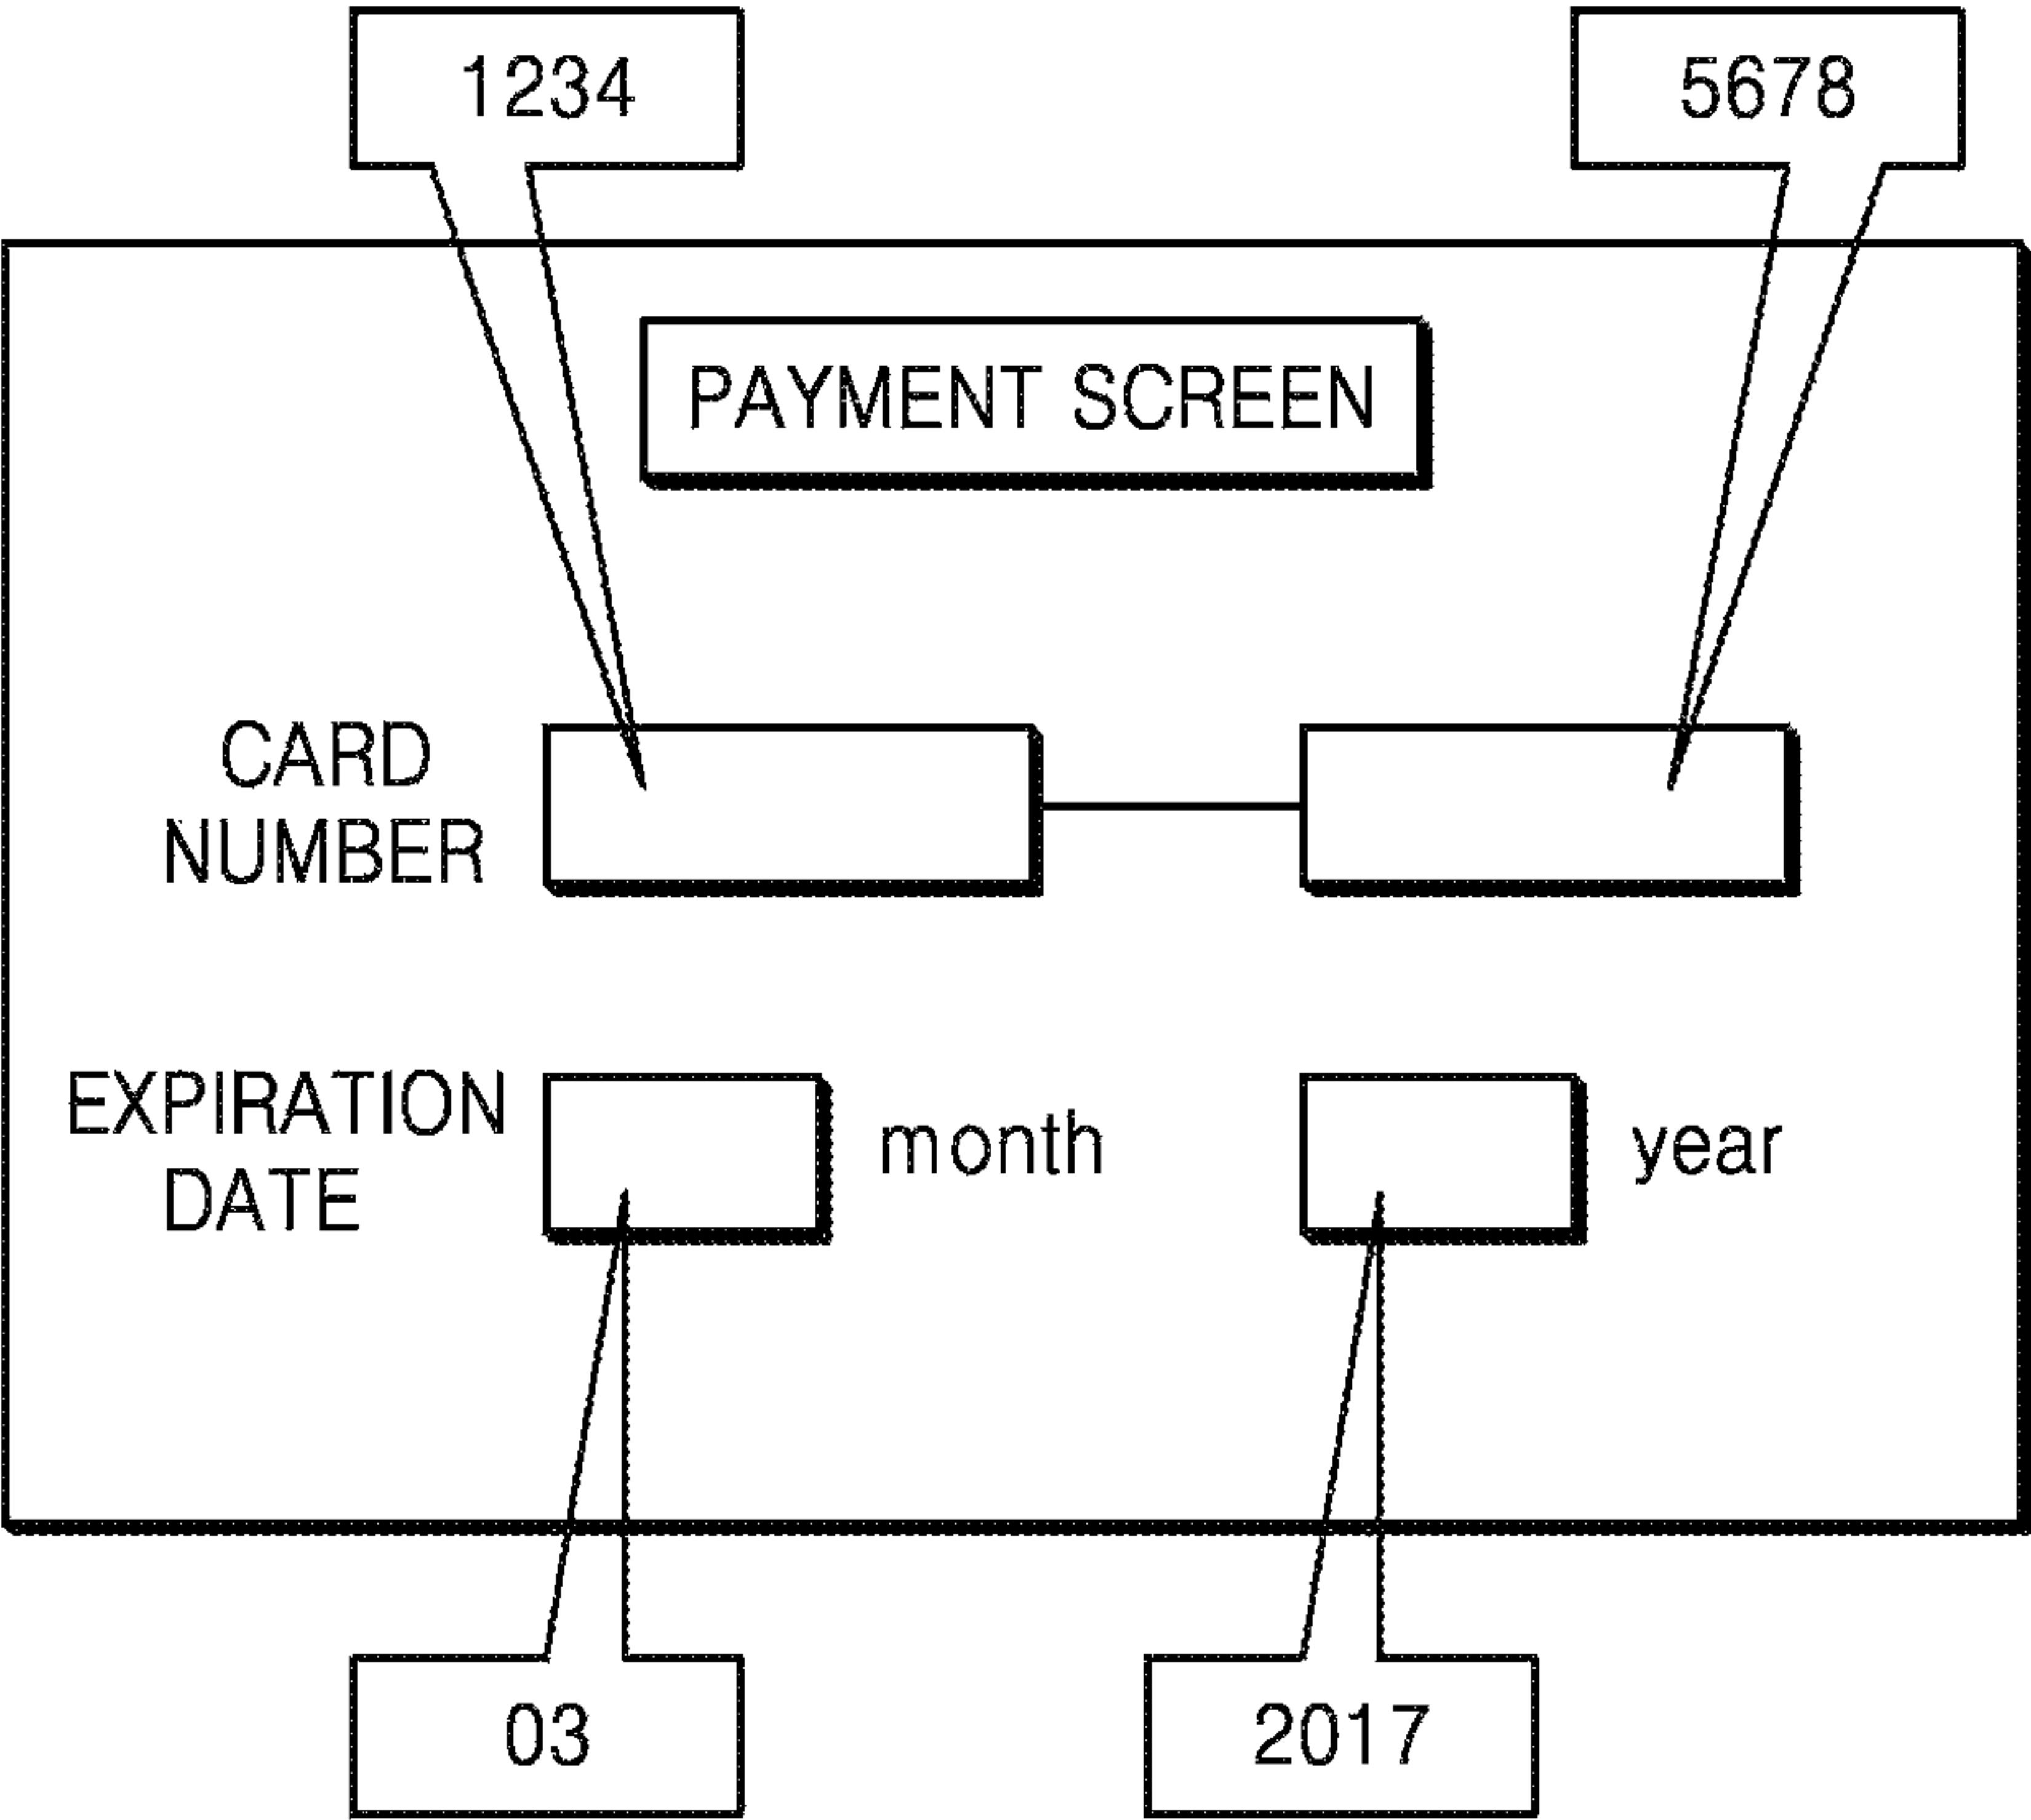 1234
5678
PAYMENT SCREEN
CARD
NUMBER
EXPIRATION
DATE
month
year
03
2017